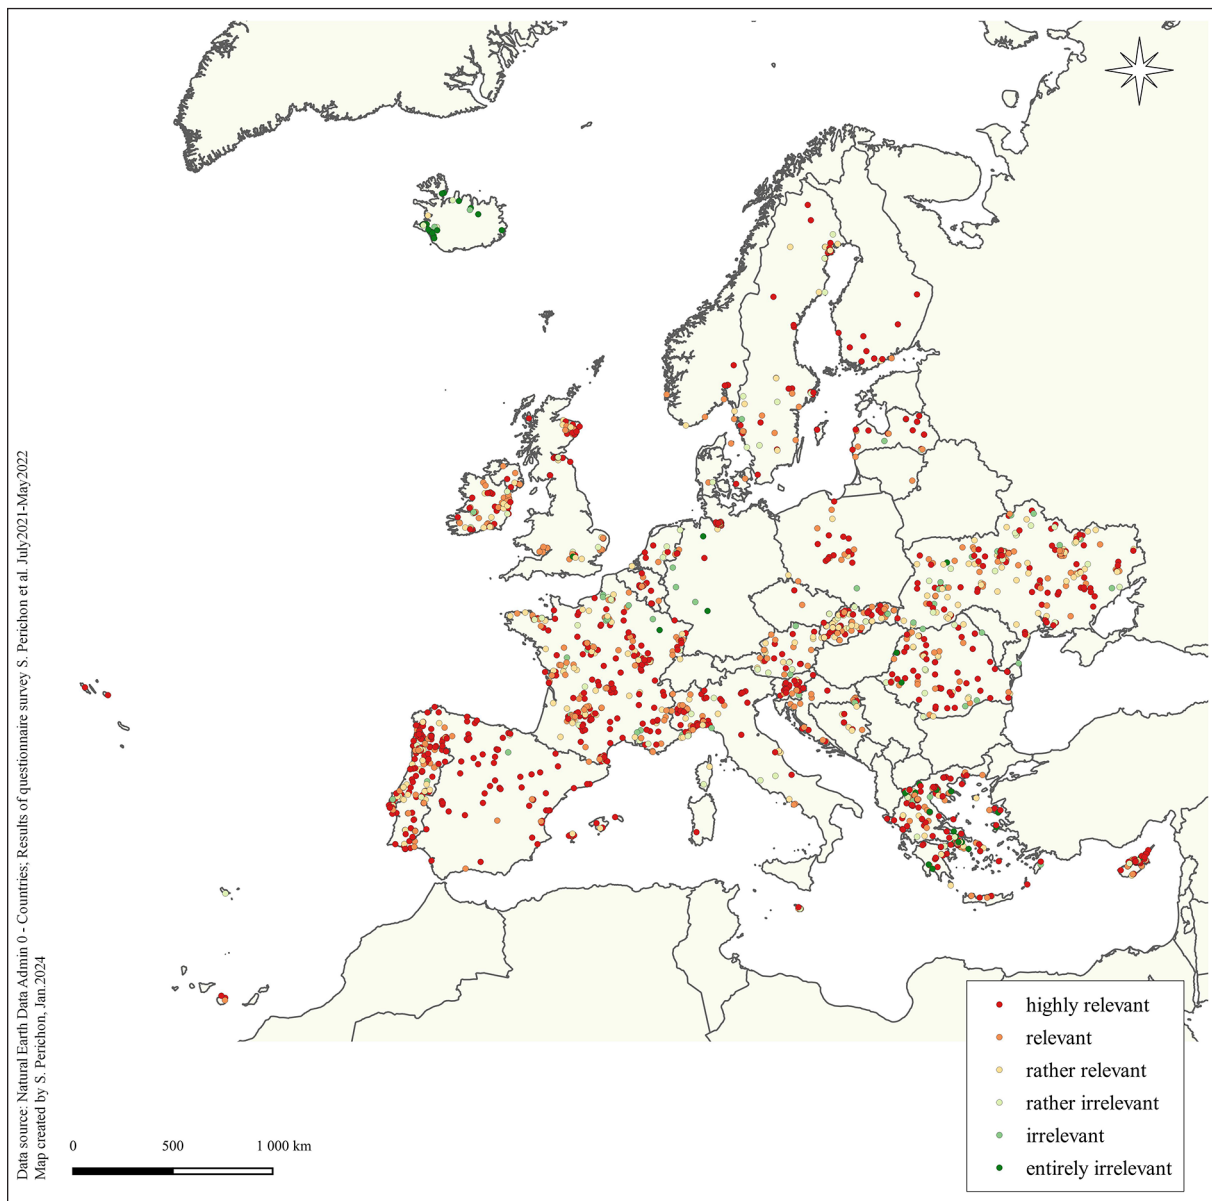 Data source: Natural Earth Data Admin 0 - Countries; Results of questionnaire survey S. Perichon et al. July2021-May2022
Map created by S. Perichon, Jan.2024
0 500 1 000 km
highly relevant
relevant
rather relevant
rather irrelevant
irrelevant
entirely irrelevant